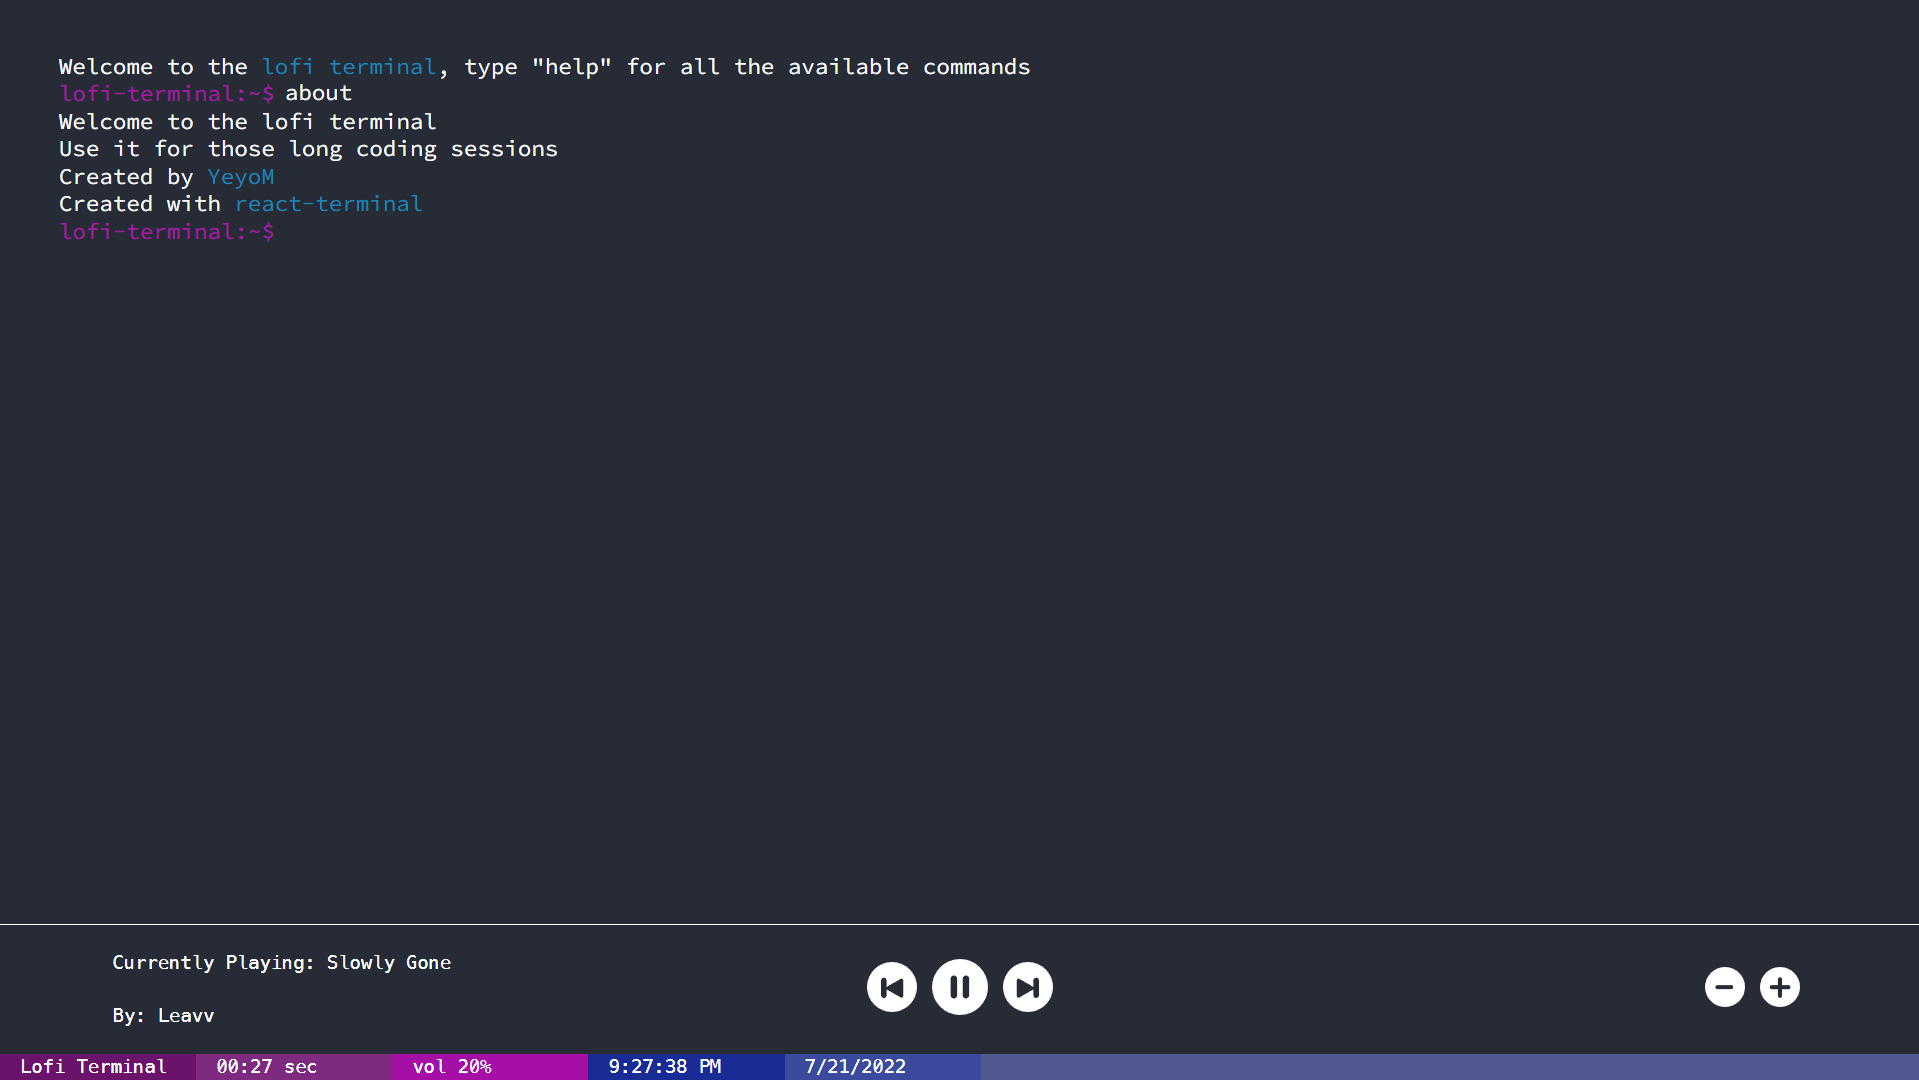 Welcome to the lofi terminal, type "help" for all the available commands
lofi-terminal:~$ about
Welcome to the lofi terminal
Use it for those long coding sessions
Created by YeyoM
Created with react-terminal
lofi-terminal:~$
Currently Playing: Slowly Gone
By: Leavv
Lofi Terminal 00:27 sec vol 20% 9:27:38 PM 7/21/2022